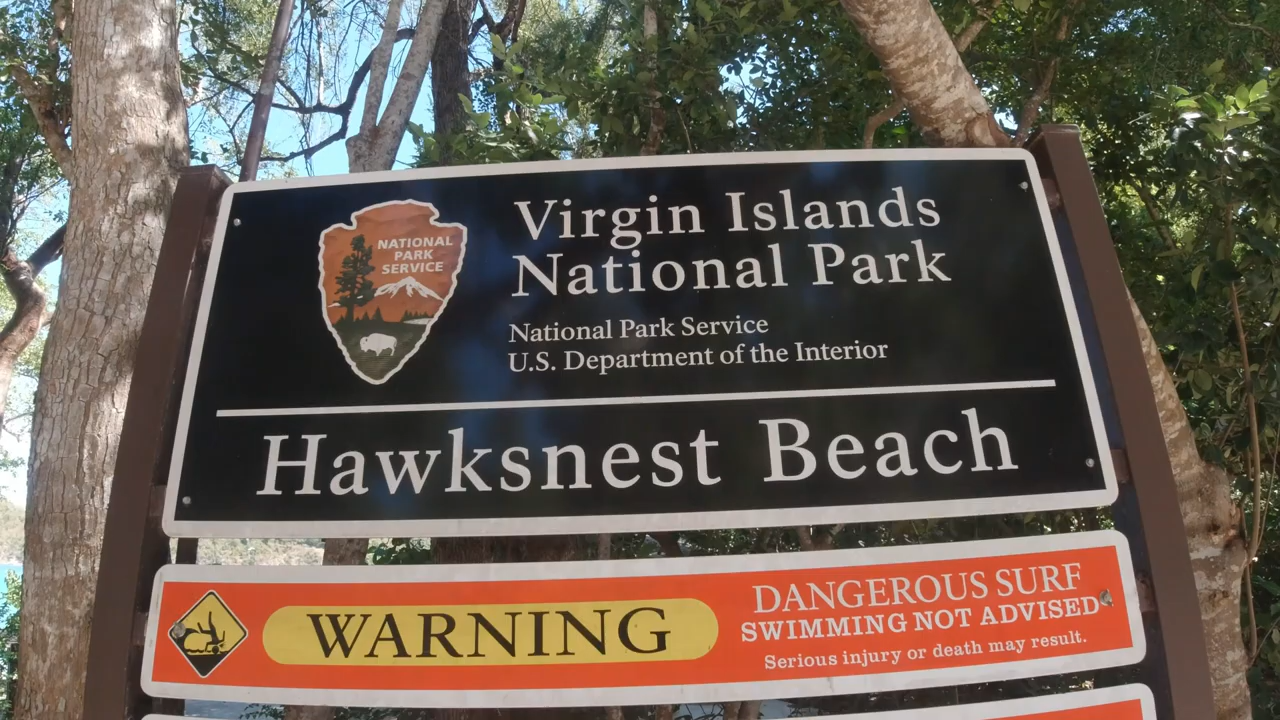 NATIONAL
PARK
SERVICE
Virgin Islands
National Park
National Park Service
U.S. Department of the Interior
Hawksnest Beach
WARNING
DANGEROUS SURF
SWIMMING NOT ADVISED
Serious injury or death may result.